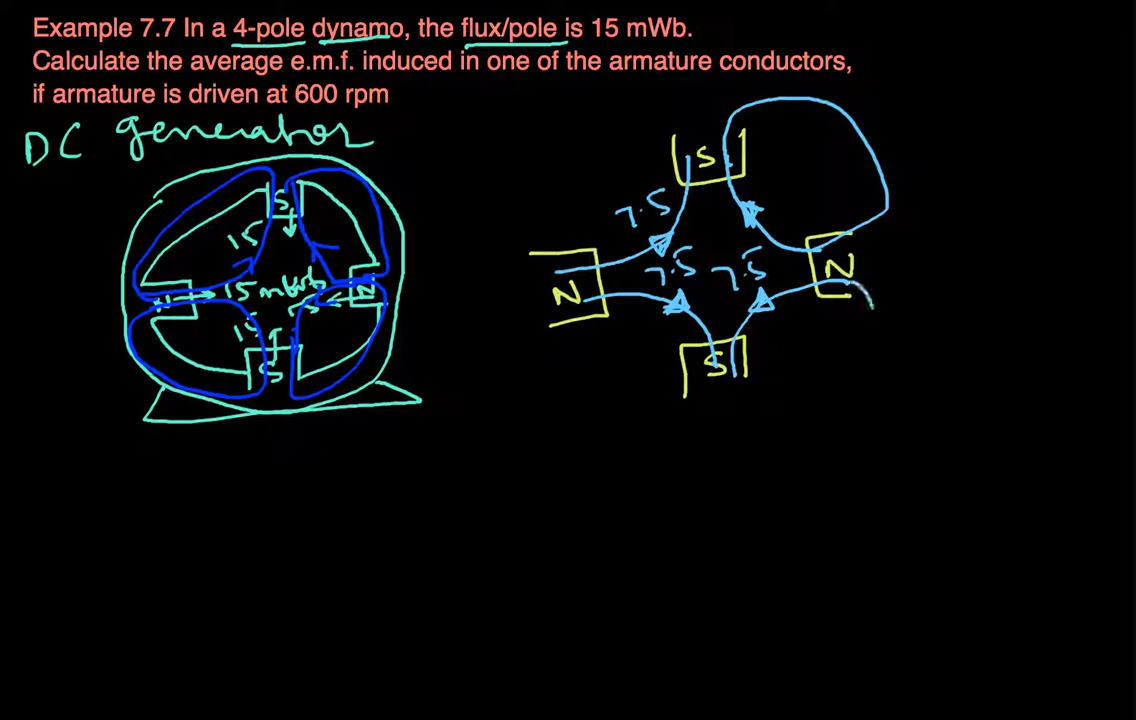 Example 7.7 In a 4-pole dynamo, the flux/pole is 15 mWb.
Calculate the average e.m.f. induced in one of the armature conductors,
if armature is driven at 600 rpm
DC generator
S
S
7.5
15
7.5 7.5
N
15
N
N
15
S
S